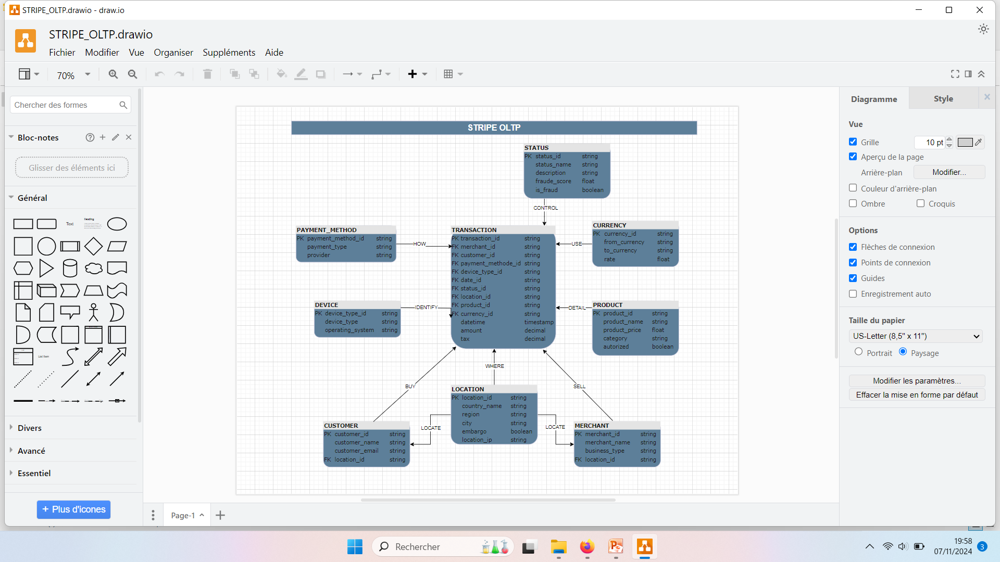 STRIPE_OLTP.drawio - draw.io
STRIPE_OLTP.drawio
Fichier Modifier Vue Organiser Suppléments Aide
70%
Chercher des formes
Bloc-notes
Glisser des éléments ici
Général
Text
Heading
List Item
Divers
Avancé
Essentiel
+ Plus d'icones
STRIPE OLTP
STATUS
PK status_id string
status_name string
description string
fraude_score float
is_fraud boolean
CONTROL
PAYMENT_METHOD
PK payment_method_id string
payment_type string
provider string
HOW
TRANSACTION
PK transaction_id string
FK merchant_id string
FK customer_id string
FK payment_methode_id string
FK device_type_id string
FK date_id string
FK status_id string
FK location_id string
FK product_id string
FK currency_id string
datetime timestamp
amount decimal
tax decimal
USE
CURRENCY
PK currency_id string
from_currency string
to_currency string
rate float
DEVICE
PK device_type_id string
device_type string
operating_system string
IDENTIFY
DETAIL
PRODUCT
PK product_id string
product_name string
product_price float
category string
autorized boolean
BUY
WHERE
SELL
LOCATION
PK location_id string
country_name string
region string
city string
embargo boolean
location_ip string
LOCATE
LOCATE
CUSTOMER
PK customer_id string
customer_name string
customer_email string
FK location_id string
MERCHANT
PK merchant_id string
merchant_name string
business_type string
FK location_id string
Page-1
Diagramme Style
Vue
Grille 10 pt
Aperçu de la page
Arrière-plan Modifier...
Couleur d'arrière-plan
Ombre Croquis
Options
Flèches de connexion
Points de connexion
Guides
Enregistrement auto
Taille du papier
US-Letter (8,5" x 11")
Portrait Paysage
Modifier les paramètres...
Effacer la mise en forme par défaut
Rechercher
19:58
07/11/2024
3